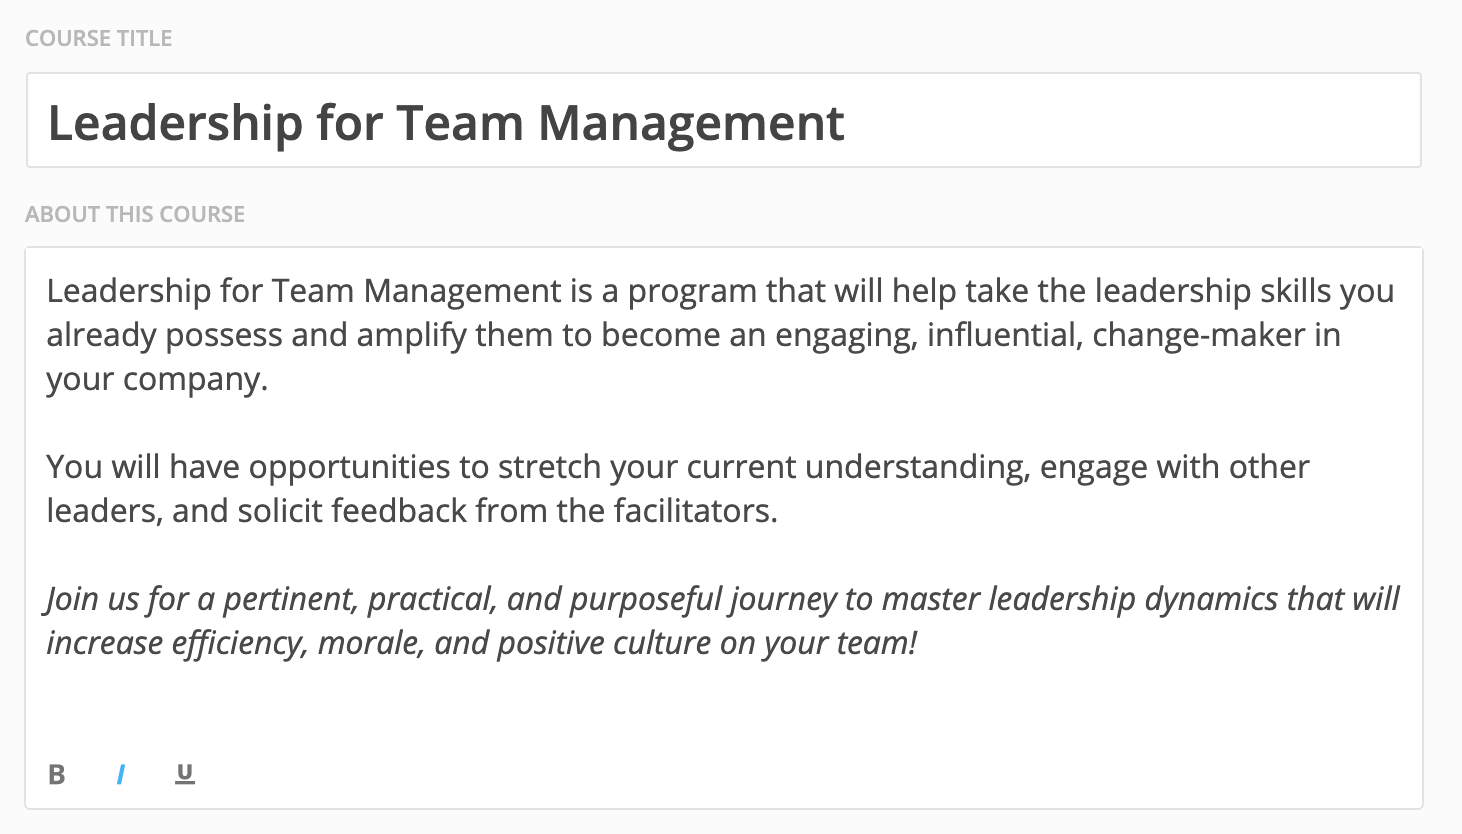 COURSE TITLE
Leadership for Team Management
ABOUT THIS COURSE
Leadership for Team Management is a program that will help take the leadership skills you
already possess and amplify them to become an engaging, influential, change-maker in
your company.
You will have opportunities to stretch your current understanding, engage with other
leaders, and solicit feedback from the facilitators.
Join us for a pertinent, practical, and purposeful journey to master leadership dynamics that will
increase efficiency, morale, and positive culture on your team!
B I U